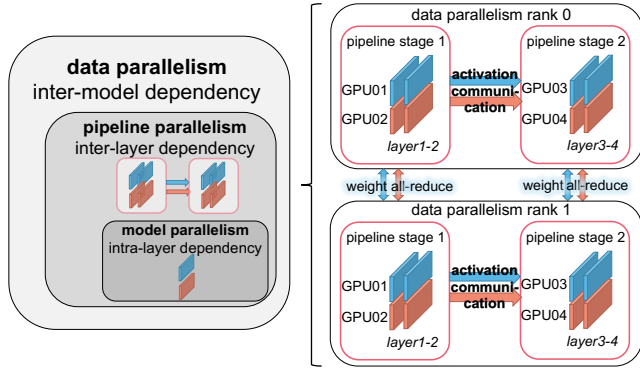 data parallelism
inter-model dependency
pipeline parallelism
inter-layer dependency
model parallelism
intra-layer dependency
data parallelism rank 0
pipeline stage 1
GPU01
GPU02
layer1-2
activation
communi-
cation
pipeline stage 2
GPU03
GPU04
layer3-4
weight all-reduce
weight all-reduce
data parallelism rank 1
pipeline stage 1
GPU01
GPU02
layer1-2
activation
communi-
cation
pipeline stage 2
GPU03
GPU04
layer3-4